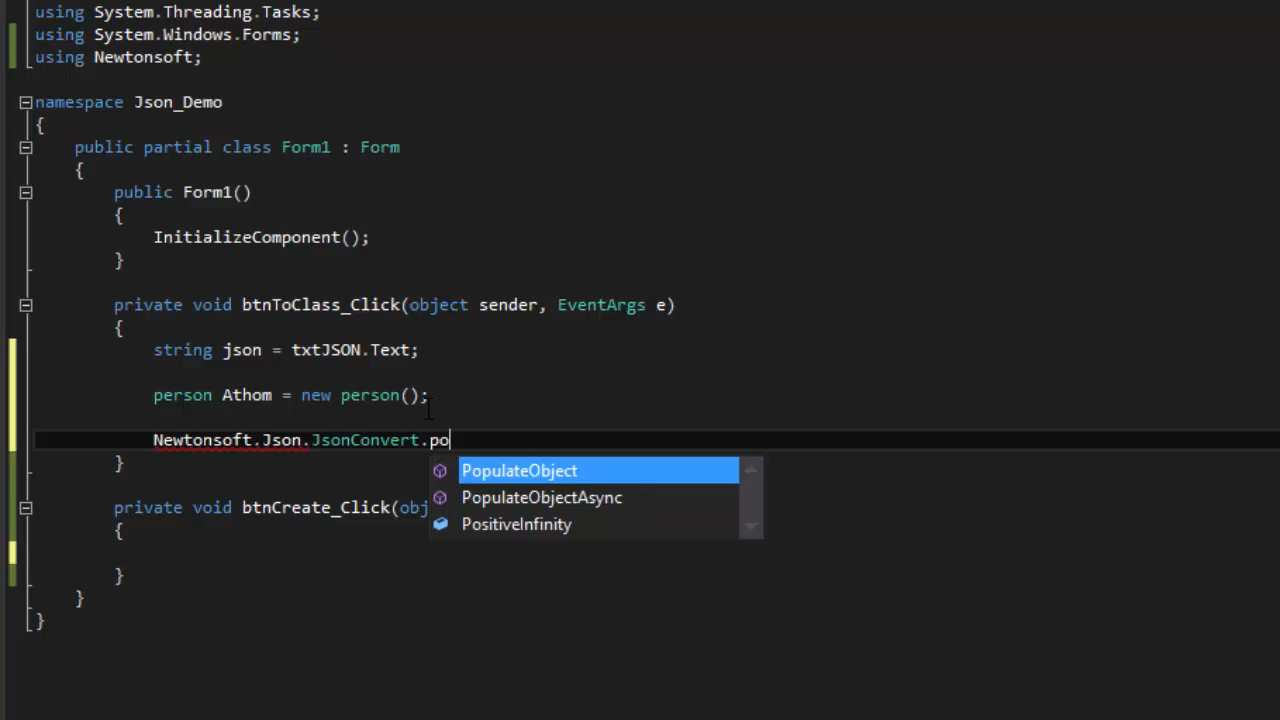 using System.Threading.Tasks;
using System.Windows.Forms;
using Newtonsoft;
namespace Json_Demo
{
public partial class Form1 : Form
{
public Form1()
{
InitializeComponent();
}
private void btnToClass_Click(object sender, EventArgs e)
{
string json = txtJSON.Text;
person Athom = new person();
Newtonsoft.Json.JsonConvert.po
}
PopulateObject
PopulateObjectAsync
PositiveInfinity
private void btnCreate_Click(obj
{
}
}
}